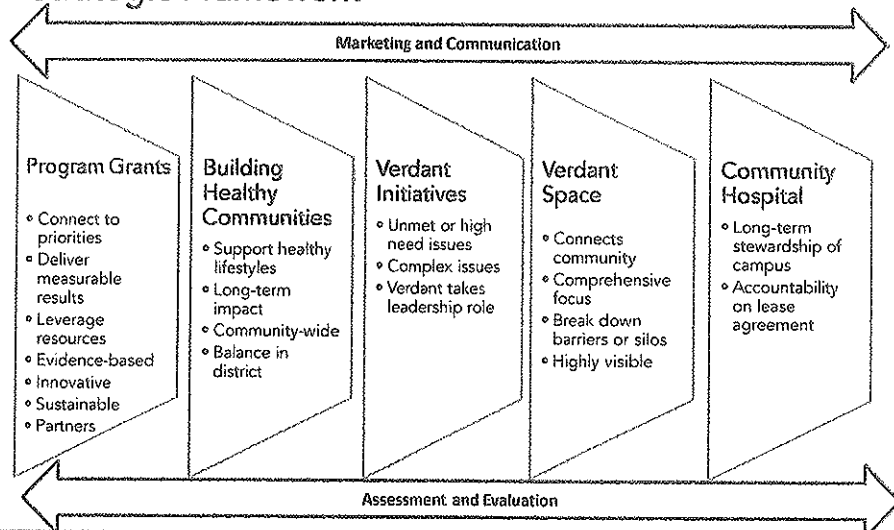 Marketing and Communication
Program Grants
• Connect to
priorities
• Deliver
measurable
results
• Leverage
resources
• Evidence-based
• Innovative
• Sustainable
• Partners
Building
Healthy
Communities
• Support healthy
lifestyles
• Long-term
impact
• Community-wide
• Balance in
district
Verdant
Initiatives
• Unmet or high
need issues
• Complex issues
• Verdant takes
leadership role
Verdant
Space
• Connects
community
• Comprehensive
focus
• Break down
barriers or silos
• Highly visible
Community
Hospital
• Long-term
stewardship of
campus
• Accountability
on lease
agreement
Assessment and Evaluation